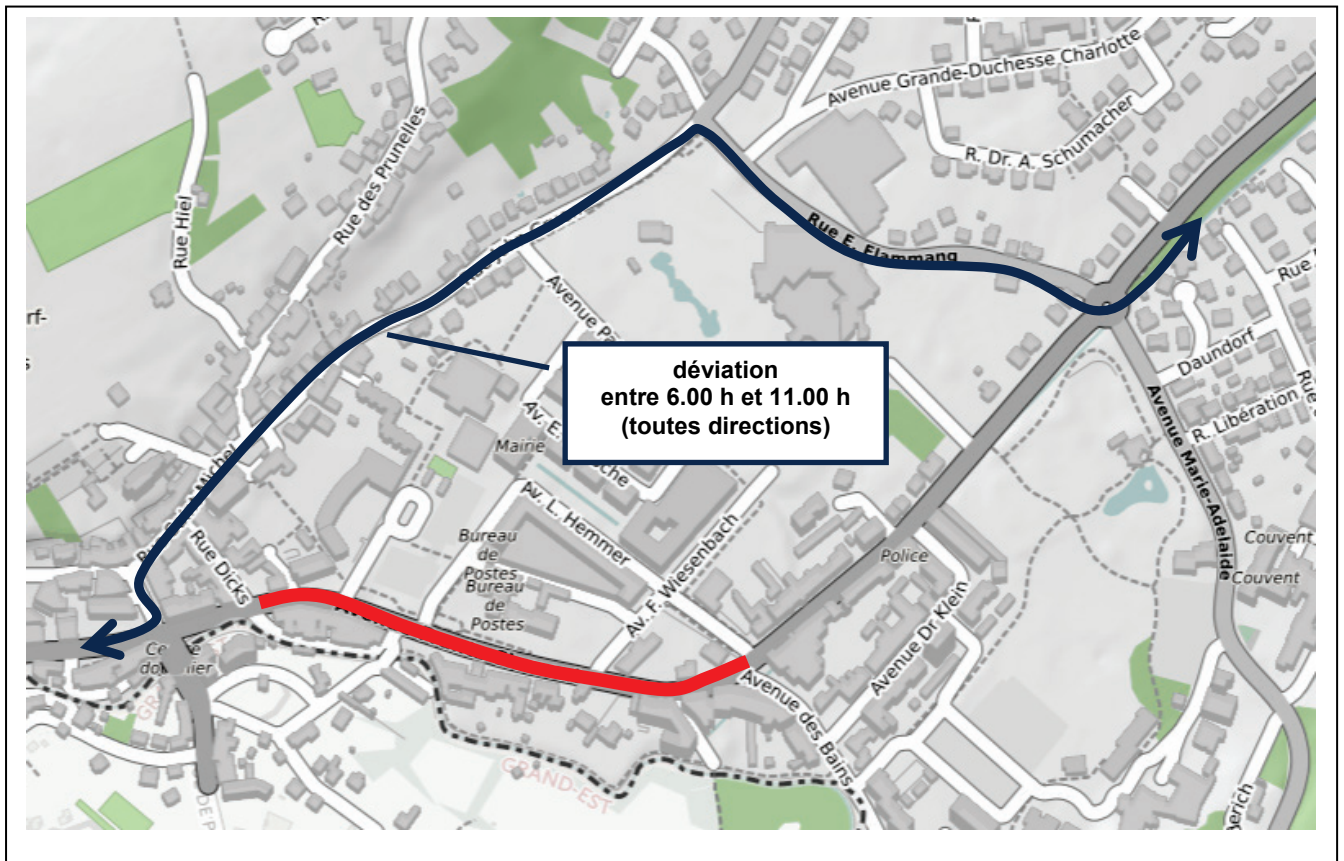 Avenue Grande-Duchesse Charlotte
R. Dr. A. Schumacher
Rue des Prunelles
Rue Hiel
Rue E. Flammang
Avenue
déviation
entre 6.00 h et 11.00 h
(toutes directions)
Daundorf
R. Libération
Avenue Marie-Adelaide
Mairie
Av. L. Hemmer
Bureau
de
Postes
Bureau
de
Postes
Av. F. Wiesenbach
Police
Couvent
Couvent
Rue Dicks
Avenue Dr Klein
Avenue des Bains
GRAND-EST